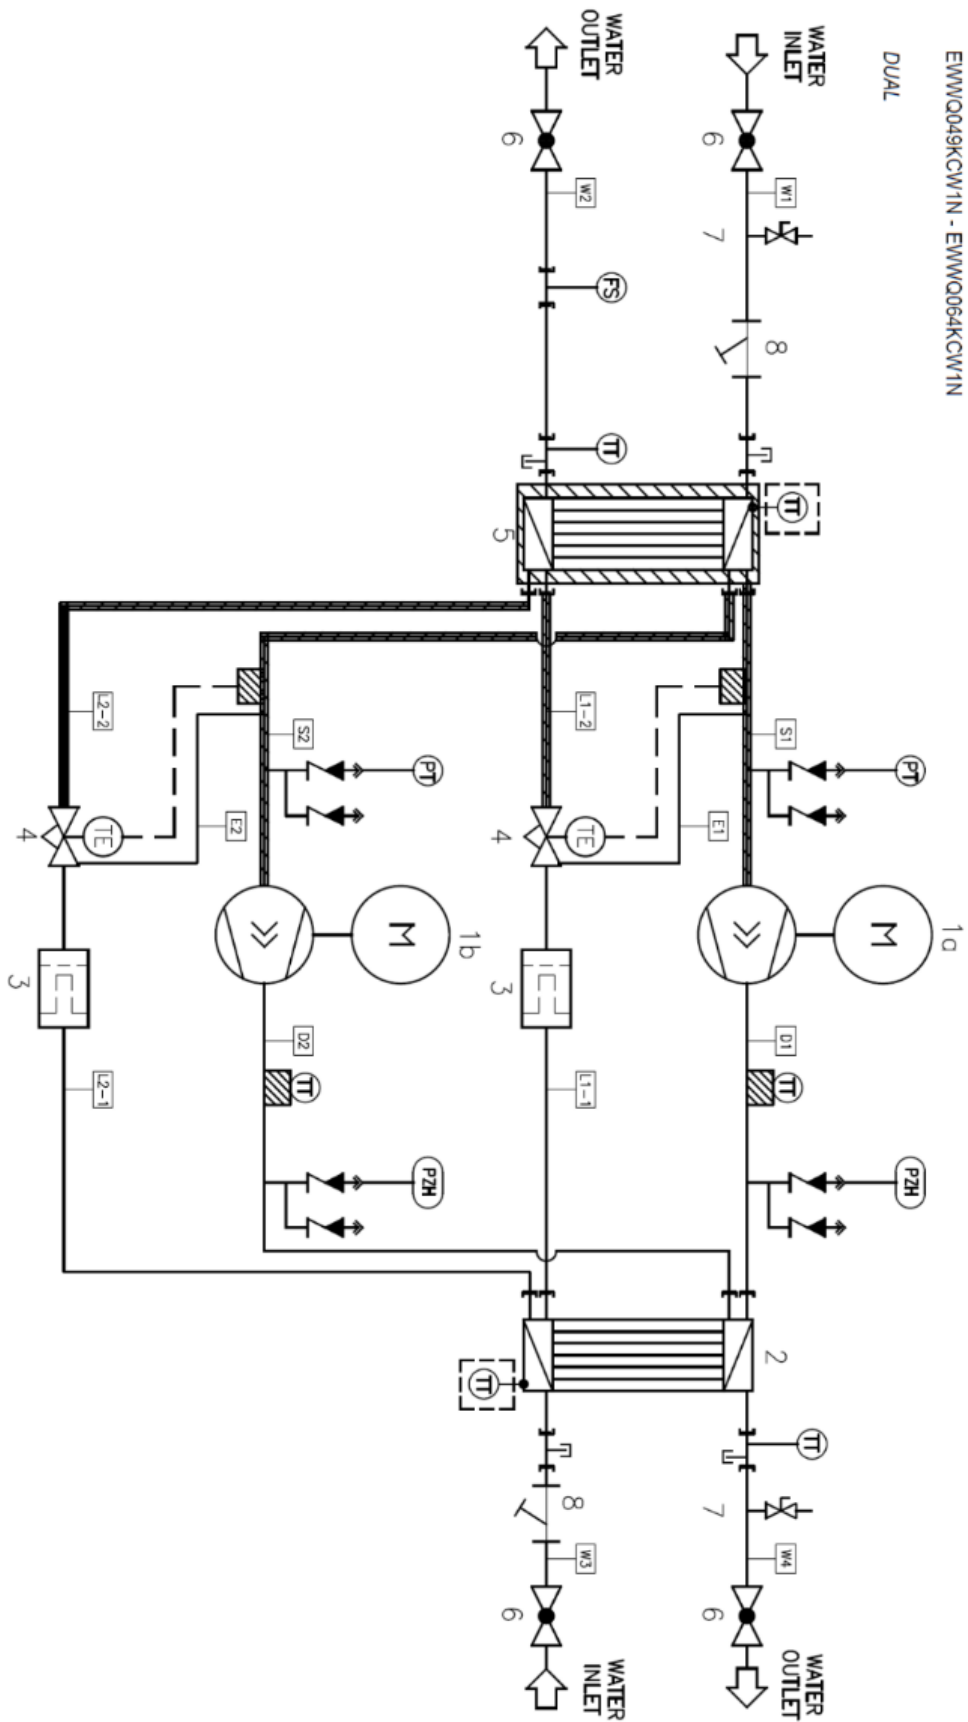 EWWQ049KCW1N - EWWQ064KCW1N
1a
DUAL
PT
PZH
M
WATER
INLET
TT
WATER
OUTLET
W1
TT
S1
D1
TT
W4
8
2
6
7
E1
7
6
WATER
OUTLET
FS
TT
WATER
INLET
W2
L1-2
TE
L1-1
W3
8
6
5
4
3
TT
6
1b
PT
PZH
M
S2
D2
TT
E2
L2-2
TE
L2-1
4
3